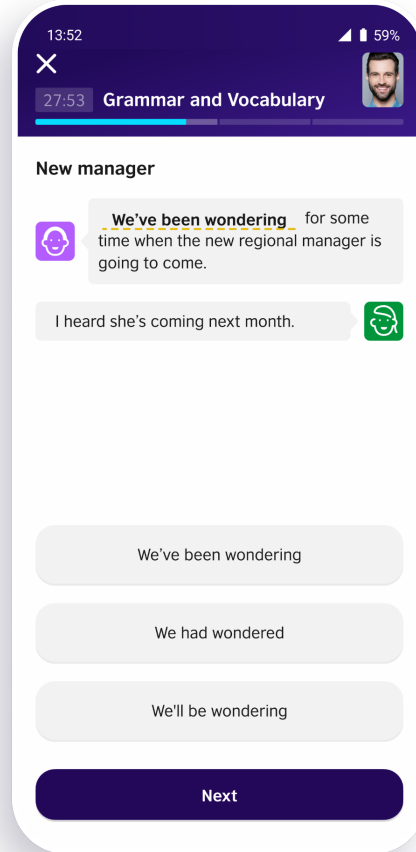 13:52
59%
27:53 Grammar and Vocabulary
New manager
We've been wondering for some
time when the new regional manager is
going to come.
I heard she's coming next month.
We've been wondering
We had wondered
We'll be wondering
Next